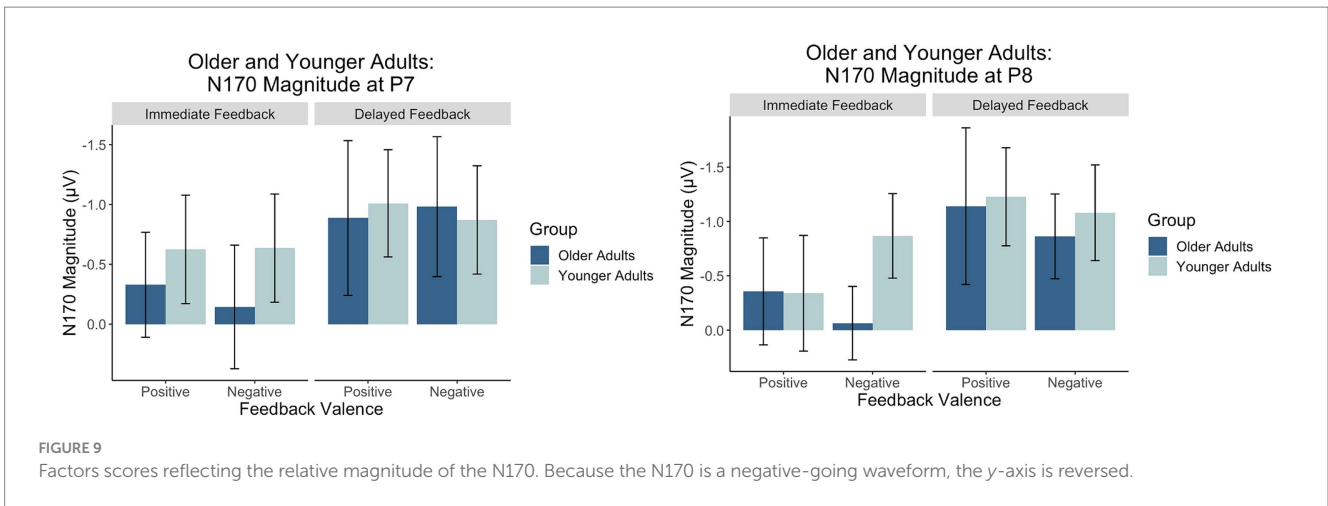 Older and Younger Adults:
N170 Magnitude at P7
Immediate Feedback
Delayed Feedback
N170 Magnitude (µV)
-1.5
-1.0
-0.5
0.0
Positive
Negative
Positive
Negative
Feedback Valence
Group
Older Adults
Younger Adults
Older and Younger Adults:
N170 Magnitude at P8
Immediate Feedback
Delayed Feedback
N170 Magnitude (µV)
-1.5
-1.0
-0.5
0.0
Positive
Negative
Positive
Negative
Feedback Valence
Group
Older Adults
Younger Adults
FIGURE 9
Factors scores reflecting the relative magnitude of the N170. Because the N170 is a negative-going waveform, the y-axis is reversed.